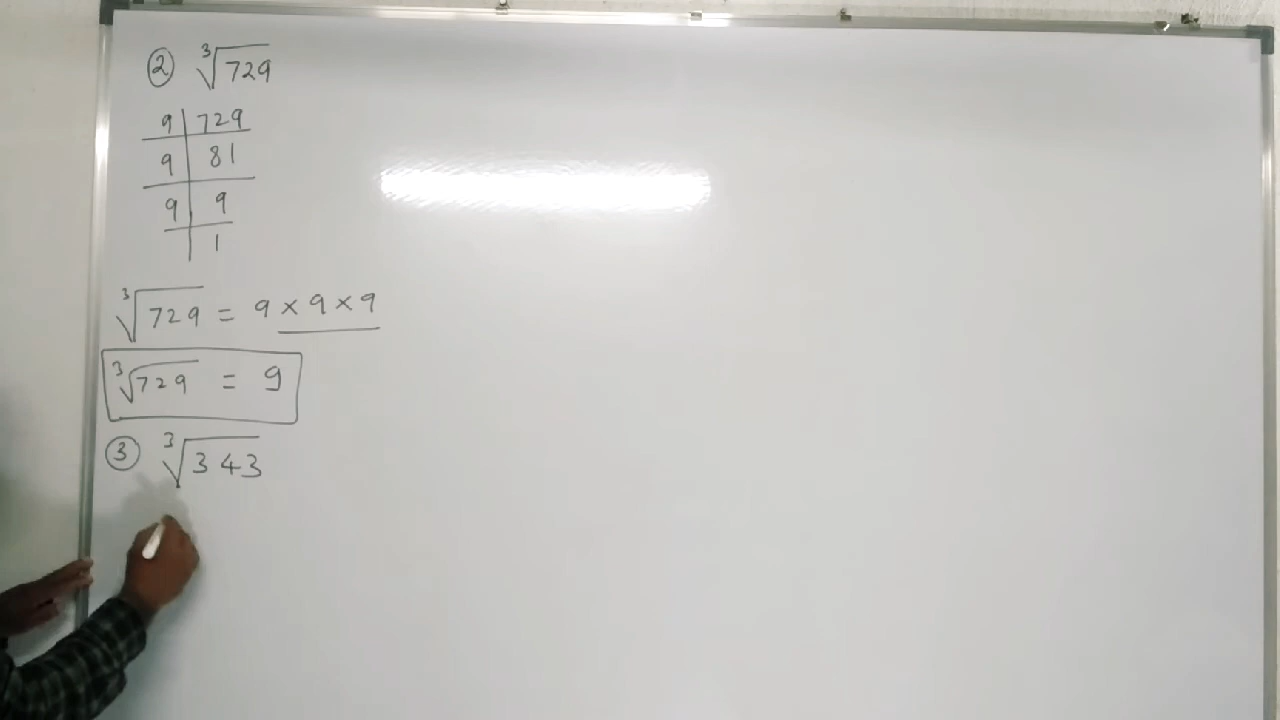 ② ∛729
9 | 729
9 | 81
9 | 9
| 1
∛729 = 9 × 9 × 9
∛729 = 9
③ ∛343